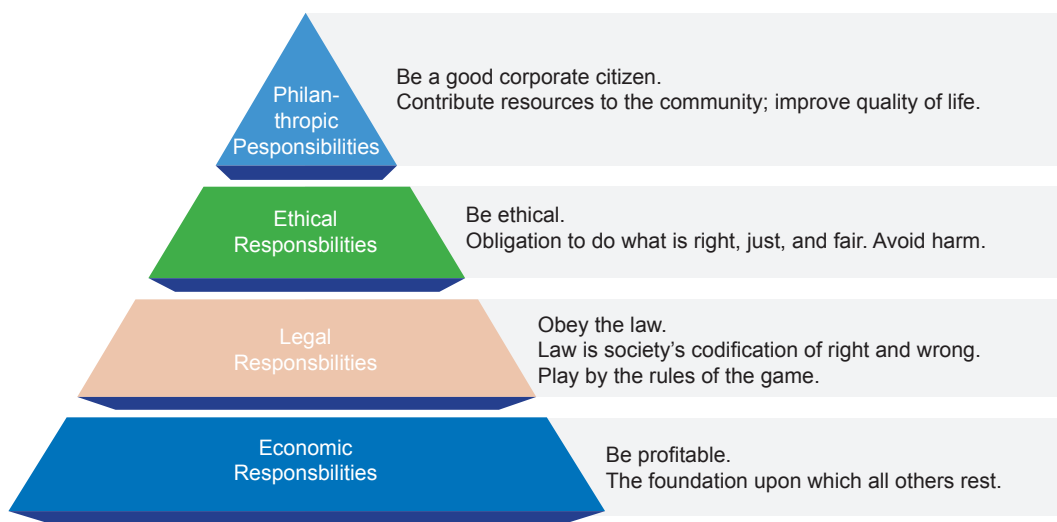 Philan-
thropic
Pesponsibilities
Be a good corporate citizen.
Contribute resources to the community; improve quality of life.
Ethical
Responsbilities
Be ethical.
Obligation to do what is right, just, and fair. Avoid harm.
Legal
Responsbilities
Obey the law.
Law is society’s codification of right and wrong.
Play by the rules of the game.
Economic
Responsbilities
Be profitable.
The foundation upon which all others rest.